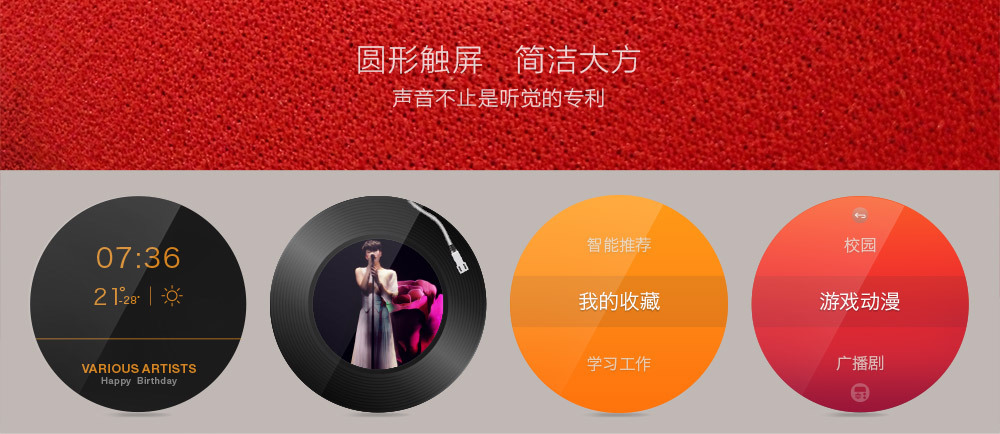 圆形触屏 简洁大方
声音不止是听觉的专利
07:36
21°-28°
VARIOUS ARTISTS
Happy Birthday
智能推荐
我的收藏
学习工作
校园
游戏动漫
广播剧